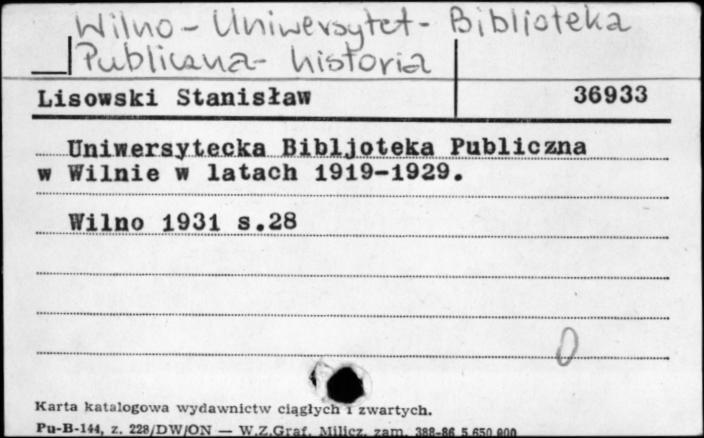 Wilno - Uniwersytet - Biblioteka
Publiczna - historia
Lisowski Stanisław 36933
Uniwersytecka Bibljoteka Publiczna
w Wilnie w latach 1919-1929.
Wilno 1931 s.28
0
Karta katalogowa wydawnictw ciągłych i zwartych.
Pu-B-144, z. 228/DW/ON — W.Z.Graf. Milicz, zam. 388-86 5.650.000